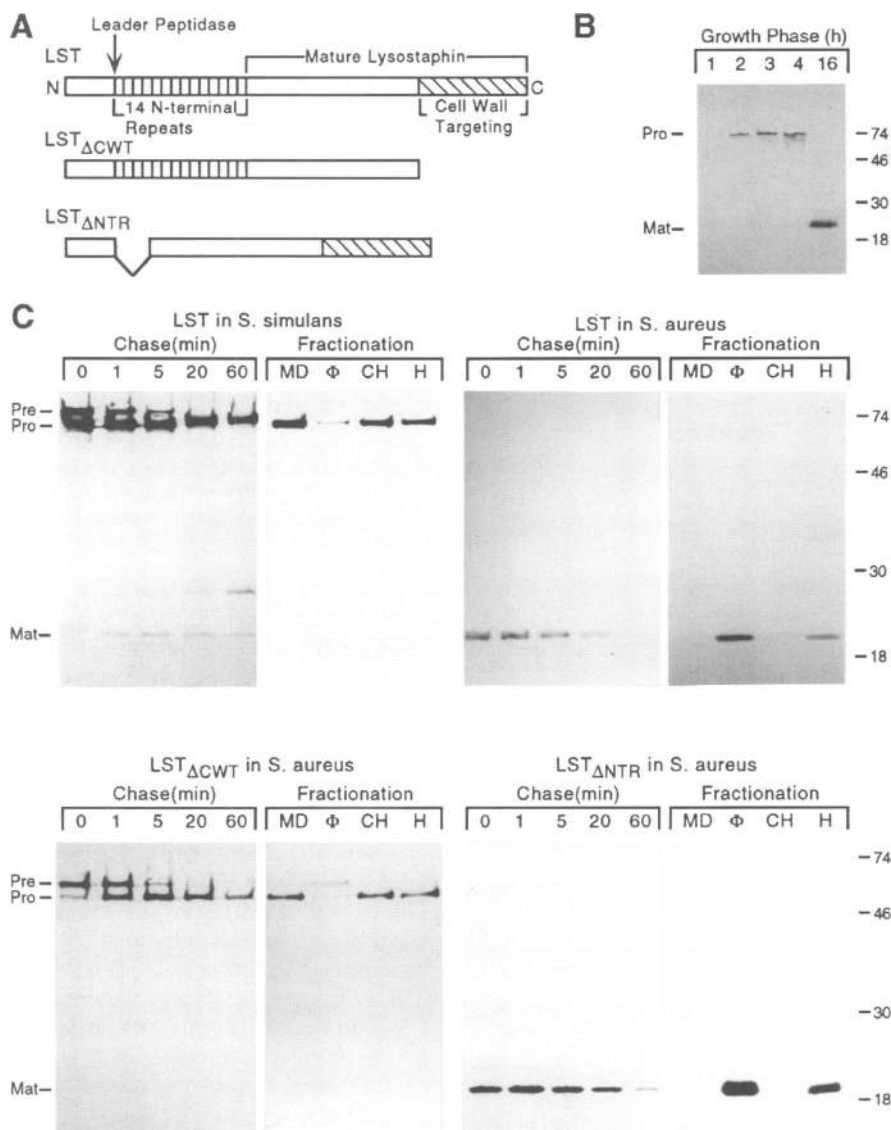 A
Leader Peptidase
LST
Mature Lysostaphin
N
C
14 N-terminal
Repeats
Cell Wall
Targeting
LSTΔCWT
LSTΔNTR
B
Growth Phase (h)
1 2 3 4 16
Pro
Mat
74
46
30
18
C
LST in S. simulans
Chase(min) Fractionation
0 1 5 20 60 MD Φ CH H
Pre
Pro
Mat
LST in S. aureus
Chase(min) Fractionation
0 1 5 20 60 MD Φ CH H
74
46
30
18
LSTΔCWT in S. aureus
Chase(min) Fractionation
0 1 5 20 60 MD Φ CH H
Pre
Pro
Mat
LSTΔNTR in S. aureus
Chase(min) Fractionation
0 1 5 20 60 MD Φ CH H
74
46
30
18